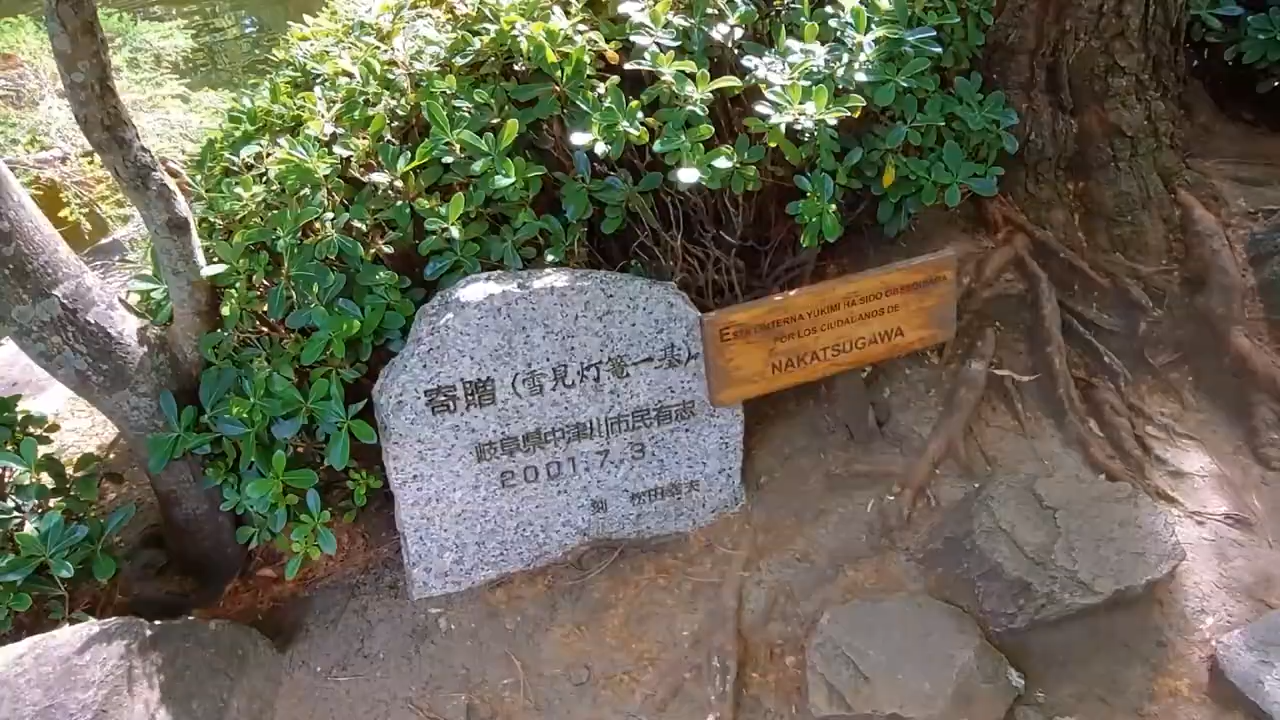 寄贈（雪見灯篭一基）
岐阜県中津川市民有志
2001.7.3.
刻 松田幸夫
ESTA LINTERNA YUKIMI HA SIDO OBSEQUIADA
POR LOS CIUDADANOS DE
NAKATSUGAWA